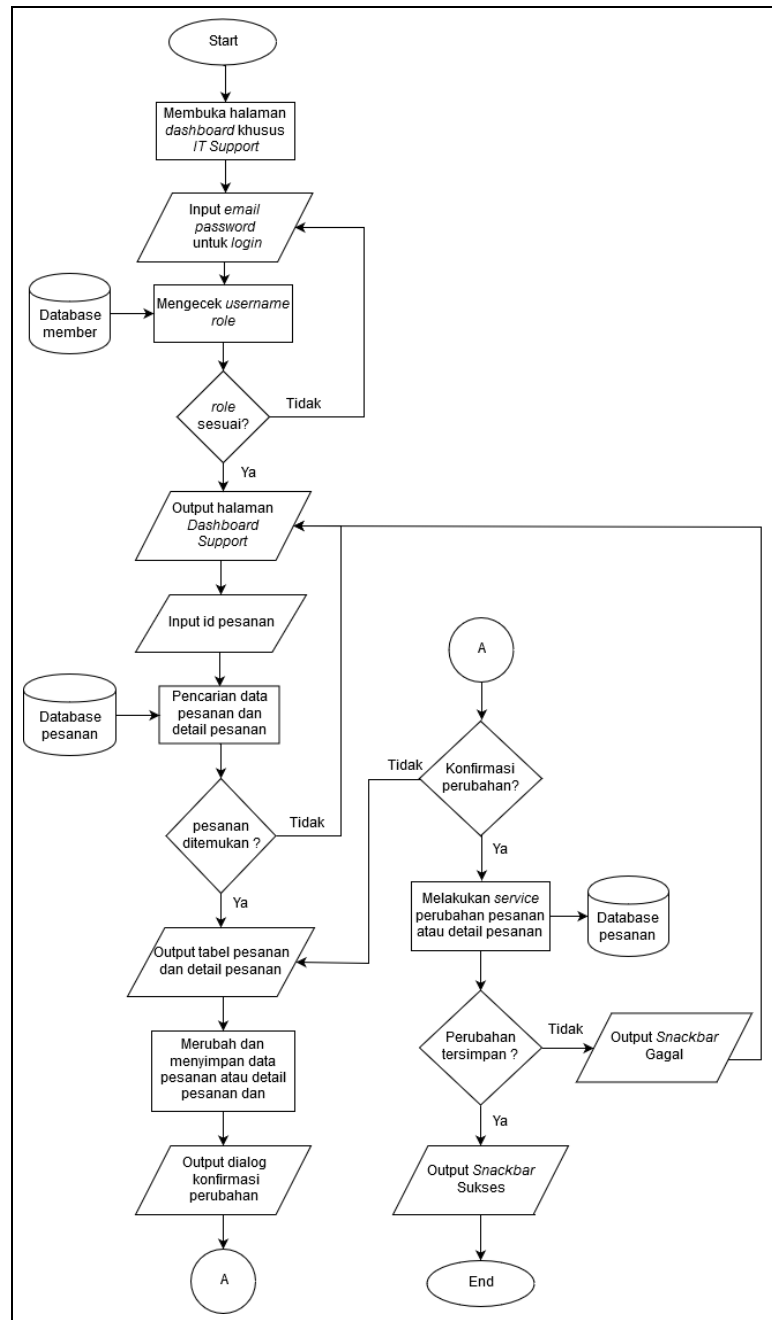 Start
Membuka halaman
dashboard khusus
IT Support
Input email
password
untuk login
Database
member
Mengecek username
role
role
sesuai?
Tidak
Ya
Output halaman
Dashboard
Support
Input id pesanan
Database
pesanan
Pencarian data
pesanan dan
detail pesanan
pesanan
ditemukan ?
Tidak
Ya
Output tabel pesanan
dan detail pesanan
Merubah dan
menyimpan data
pesanan atau detail
pesanan dan
Output dialog
konfirmasi
perubahan
A
A
Konfirmasi
perubahan?
Tidak
Ya
Melakukan service
perubahan pesanan
atau detail pesanan
Database
pesanan
Perubahan
tersimpan ?
Tidak
Output Snackbar
Gagal
Ya
Output Snackbar
Sukses
End